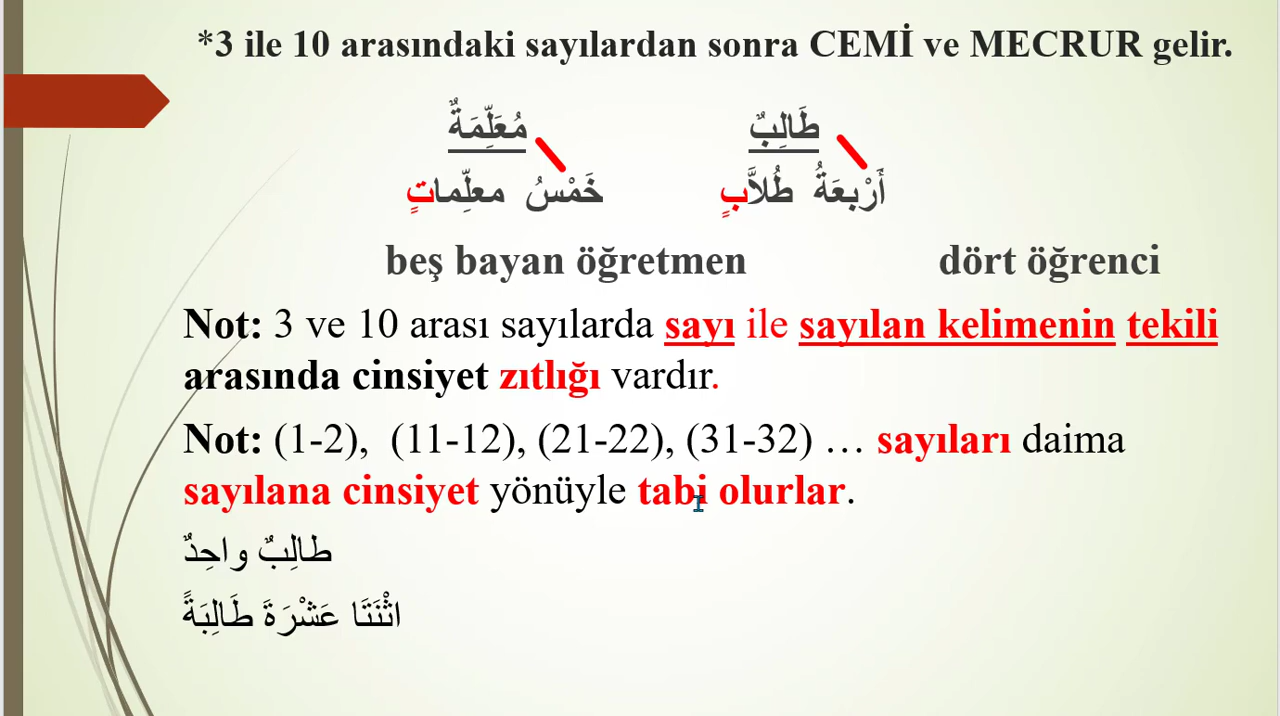 *3 ile 10 arasındaki sayılardan sonra CEMİ ve MECRUR gelir.
طَالِبٌ مُعَلِّمَةٌ
أَرْبعَةُ طُلاَّبٍ خَمْسُ معلِّماتٍ
beş bayan öğretmen dört öğrenci
Not: 3 ve 10 arası sayılarda sayı ile sayılan kelimenin tekili
arasında cinsiyet zıtlığı vardır.
Not: (1-2), (11-12), (21-22), (31-32) … sayıları daima
sayılana cinsiyet yönüyle tabi olurlar.
طالِبٌ واحِدٌ
اثْنَتَا عَشْرَةَ طَالِبَةً